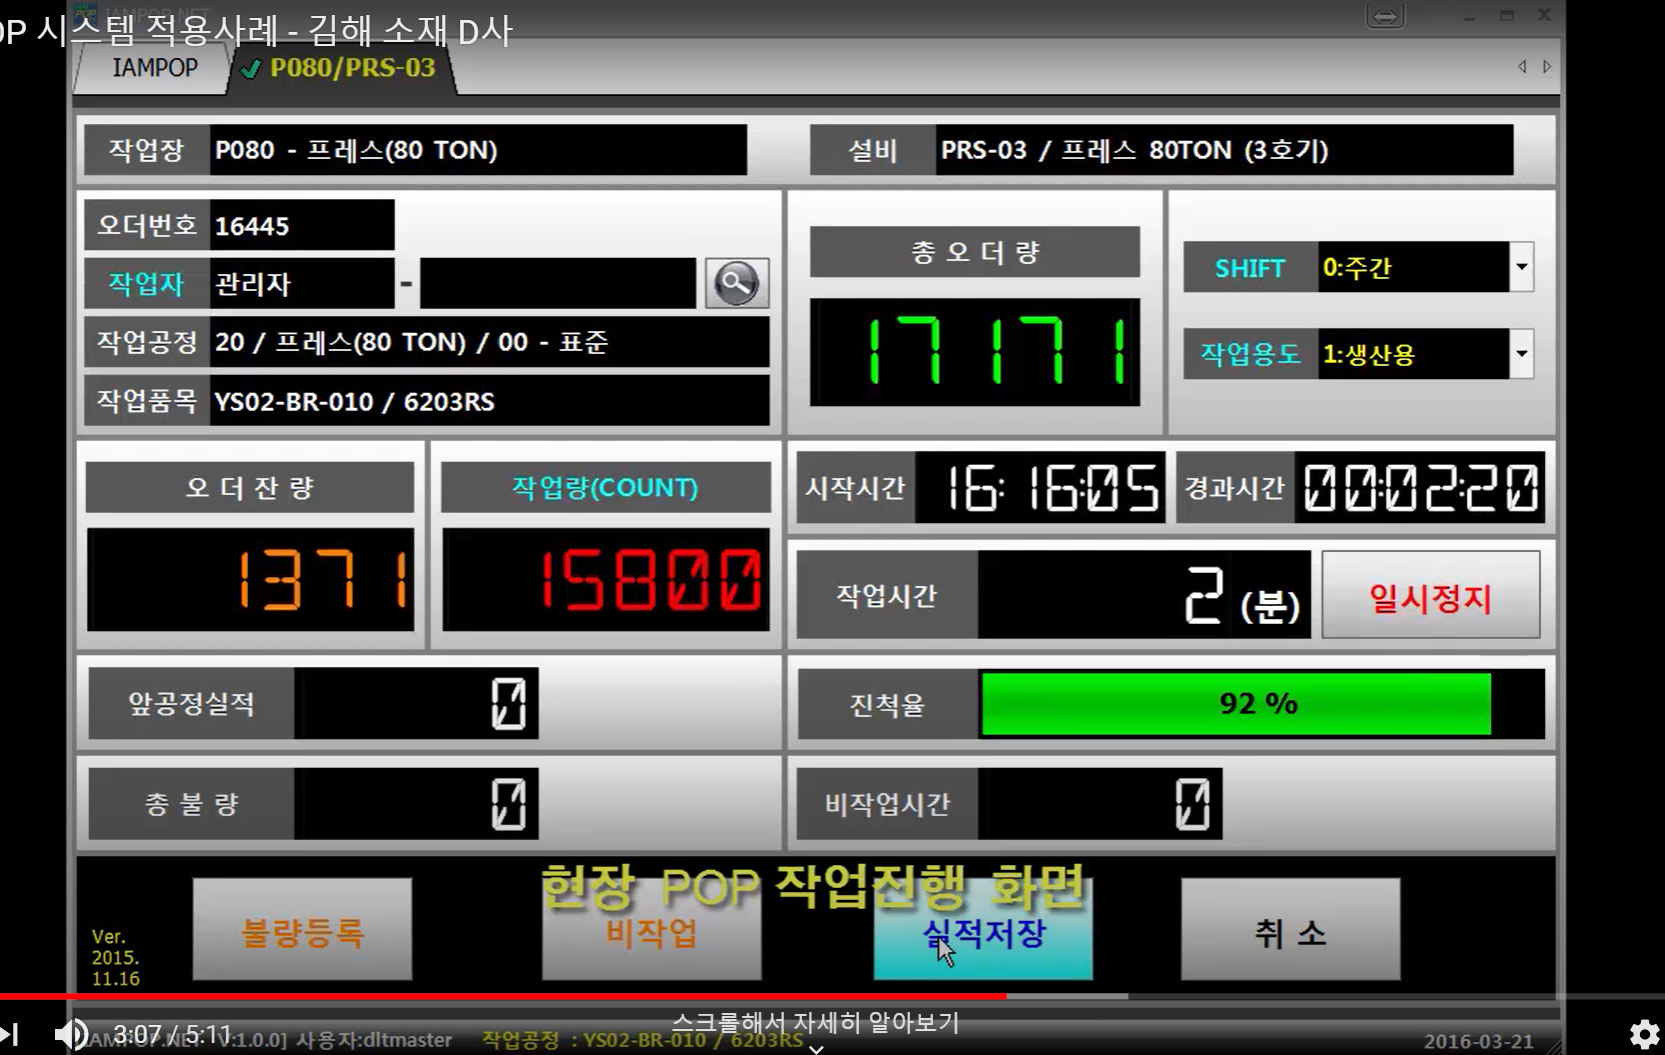 OP 시스템 적용사례 - 김해 소재 D사
IAMPOP P080/PRS-03
작업장 P080 - 프레스(80 TON) 설비 PRS-03 / 프레스 80TON (3호기)
오더번호 16445
작업자 관리자 -
작업공정 20 / 프레스(80 TON) / 00 - 표준
작업품목 YS02-BR-010 / 6203RS
총 오 더 량
17171
SHIFT 0:주간
작업용도 1:생산용
오 더 잔 량 작업량(COUNT)
1371 15800
시작시간 16:16:05 경과시간 00:02:20
작업시간 2 (분) 일시정지
앞공정실적 0 진척율 92 %
총 불 량 0 비작업시간 0
현장 POP 작업진행 화면
Ver.
2015.
11.16
불량등록 비작업 실적저장 취 소
3:07 / 5:11
스크롤해서 자세히 알아보기
IAMPOP.NET V:1.0.0] 사용자:dltmaster 작업공정 : YS02-BR-010 / 6203RS 2016-03-21